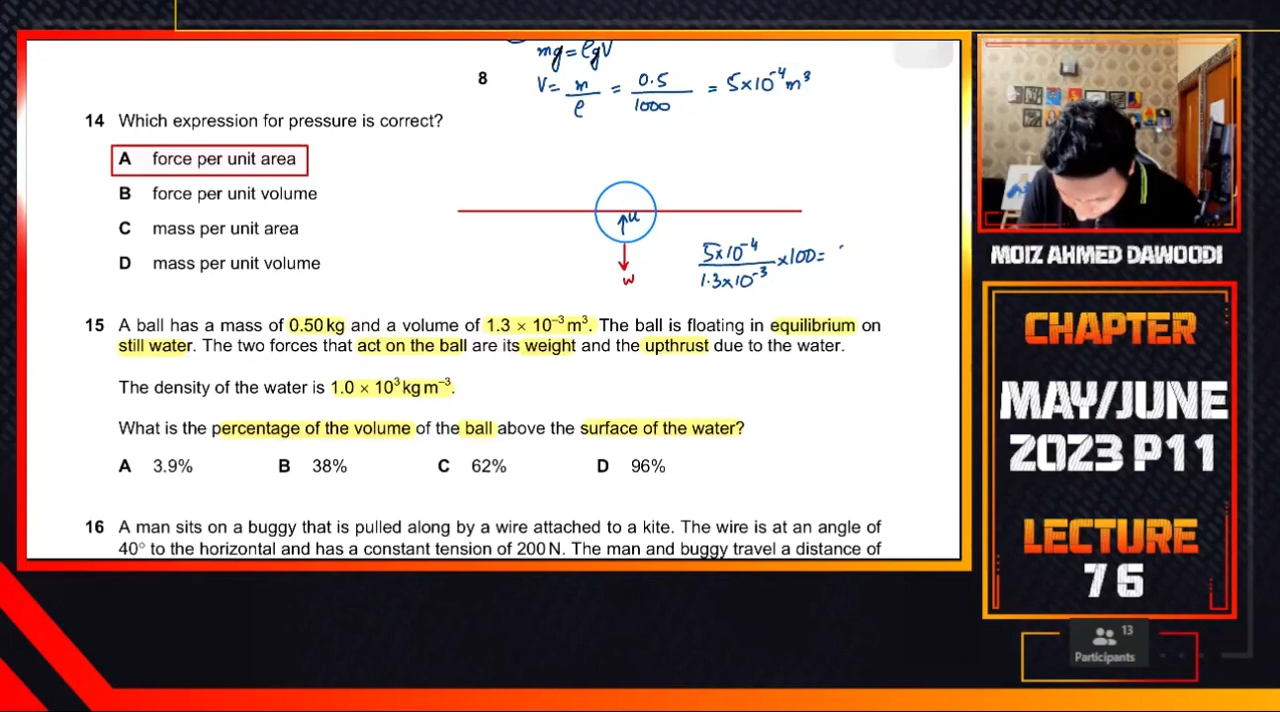 mg = ρgV
8
V = m/ρ = 0.5/1000 = 5×10⁻⁴ m³
14 Which expression for pressure is correct?
A force per unit area
B force per unit volume
C mass per unit area
D mass per unit volume
u
w
5×10⁻⁴/1.3×10⁻³ ×100=
15 A ball has a mass of 0.50 kg and a volume of 1.3 × 10⁻³ m³. The ball is floating in equilibrium on
still water. The two forces that act on the ball are its weight and the upthrust due to the water.
The density of the water is 1.0 × 10³ kg m⁻³.
What is the percentage of the volume of the ball above the surface of the water?
A 3.9% B 38% C 62% D 96%
16 A man sits on a buggy that is pulled along by a wire attached to a kite. The wire is at an angle of
40° to the horizontal and has a constant tension of 200 N. The man and buggy travel a distance of
MOIZ AHMED DAWOODI
CHAPTER
MAY/JUNE
2023 P11
LECTURE
76
13
Participants